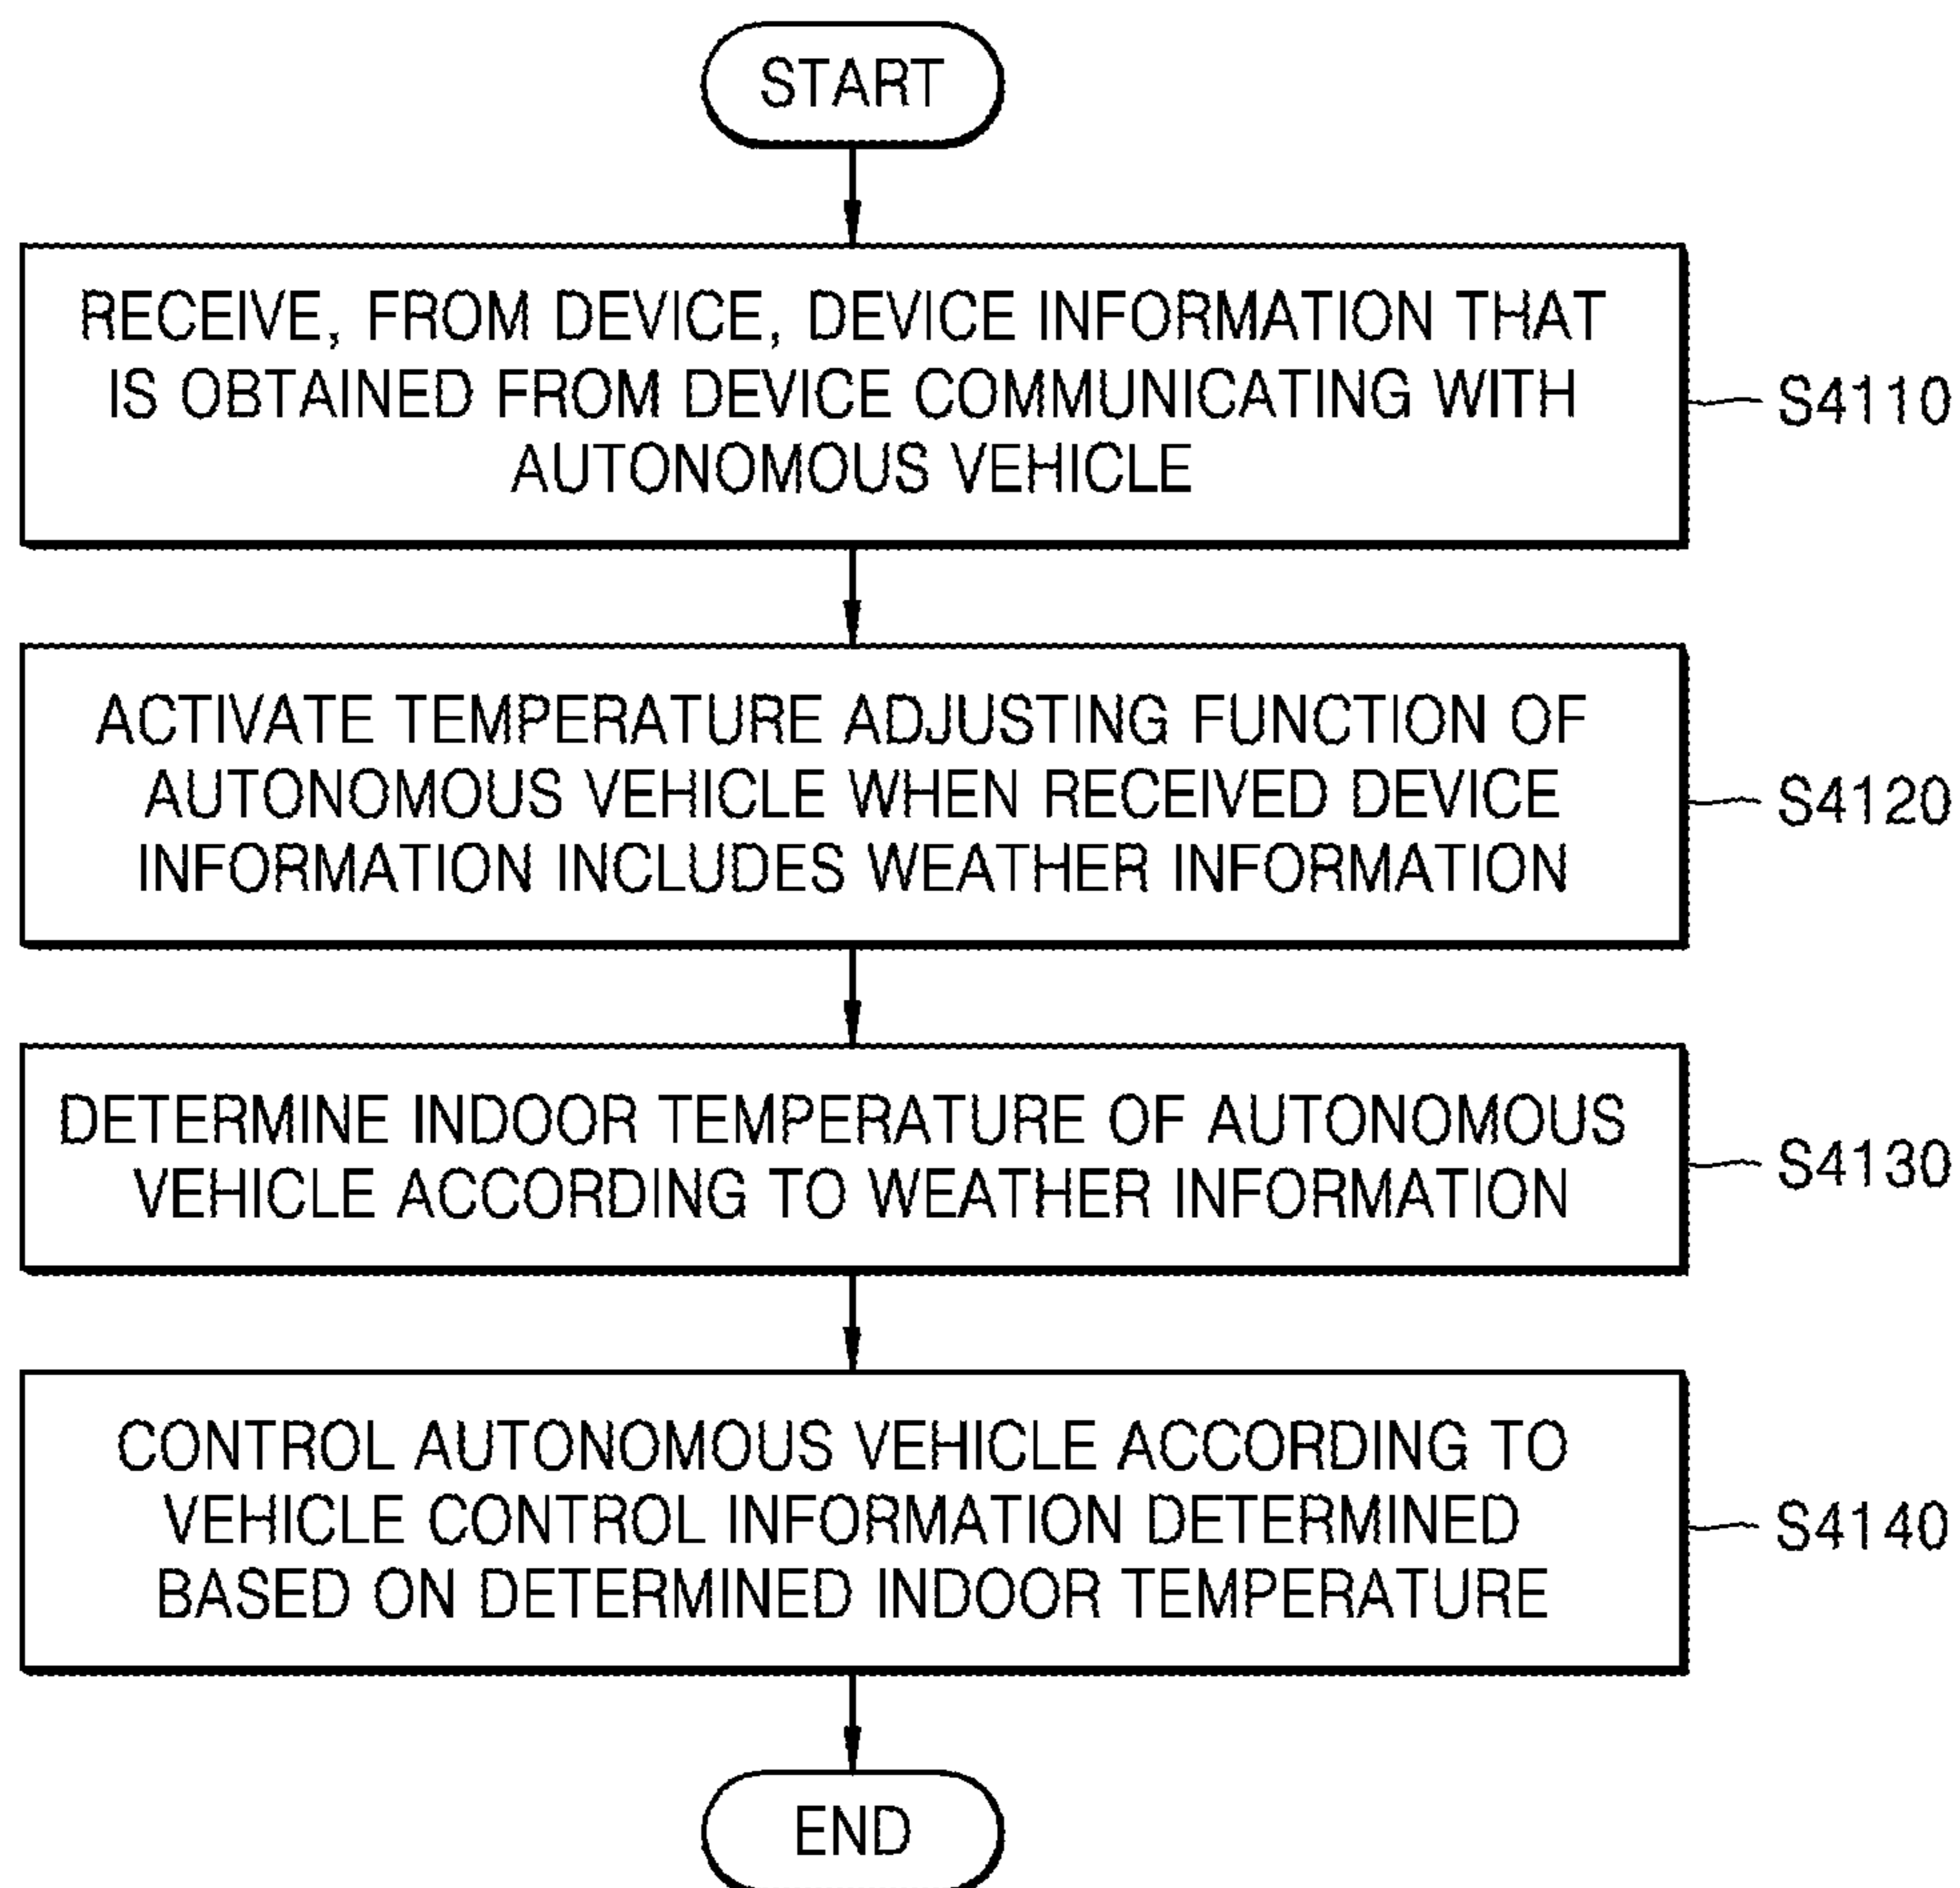 START
RECEIVE, FROM DEVICE, DEVICE INFORMATION THAT
IS OBTAINED FROM DEVICE COMMUNICATING WITH
AUTONOMOUS VEHICLE
S4110
ACTIVATE TEMPERATURE ADJUSTING FUNCTION OF
AUTONOMOUS VEHICLE WHEN RECEIVED DEVICE
INFORMATION INCLUDES WEATHER INFORMATION
S4120
DETERMINE INDOOR TEMPERATURE OF AUTONOMOUS
VEHICLE ACCORDING TO WEATHER INFORMATION
S4130
CONTROL AUTONOMOUS VEHICLE ACCORDING TO
VEHICLE CONTROL INFORMATION DETERMINED
BASED ON DETERMINED INDOOR TEMPERATURE
S4140
END